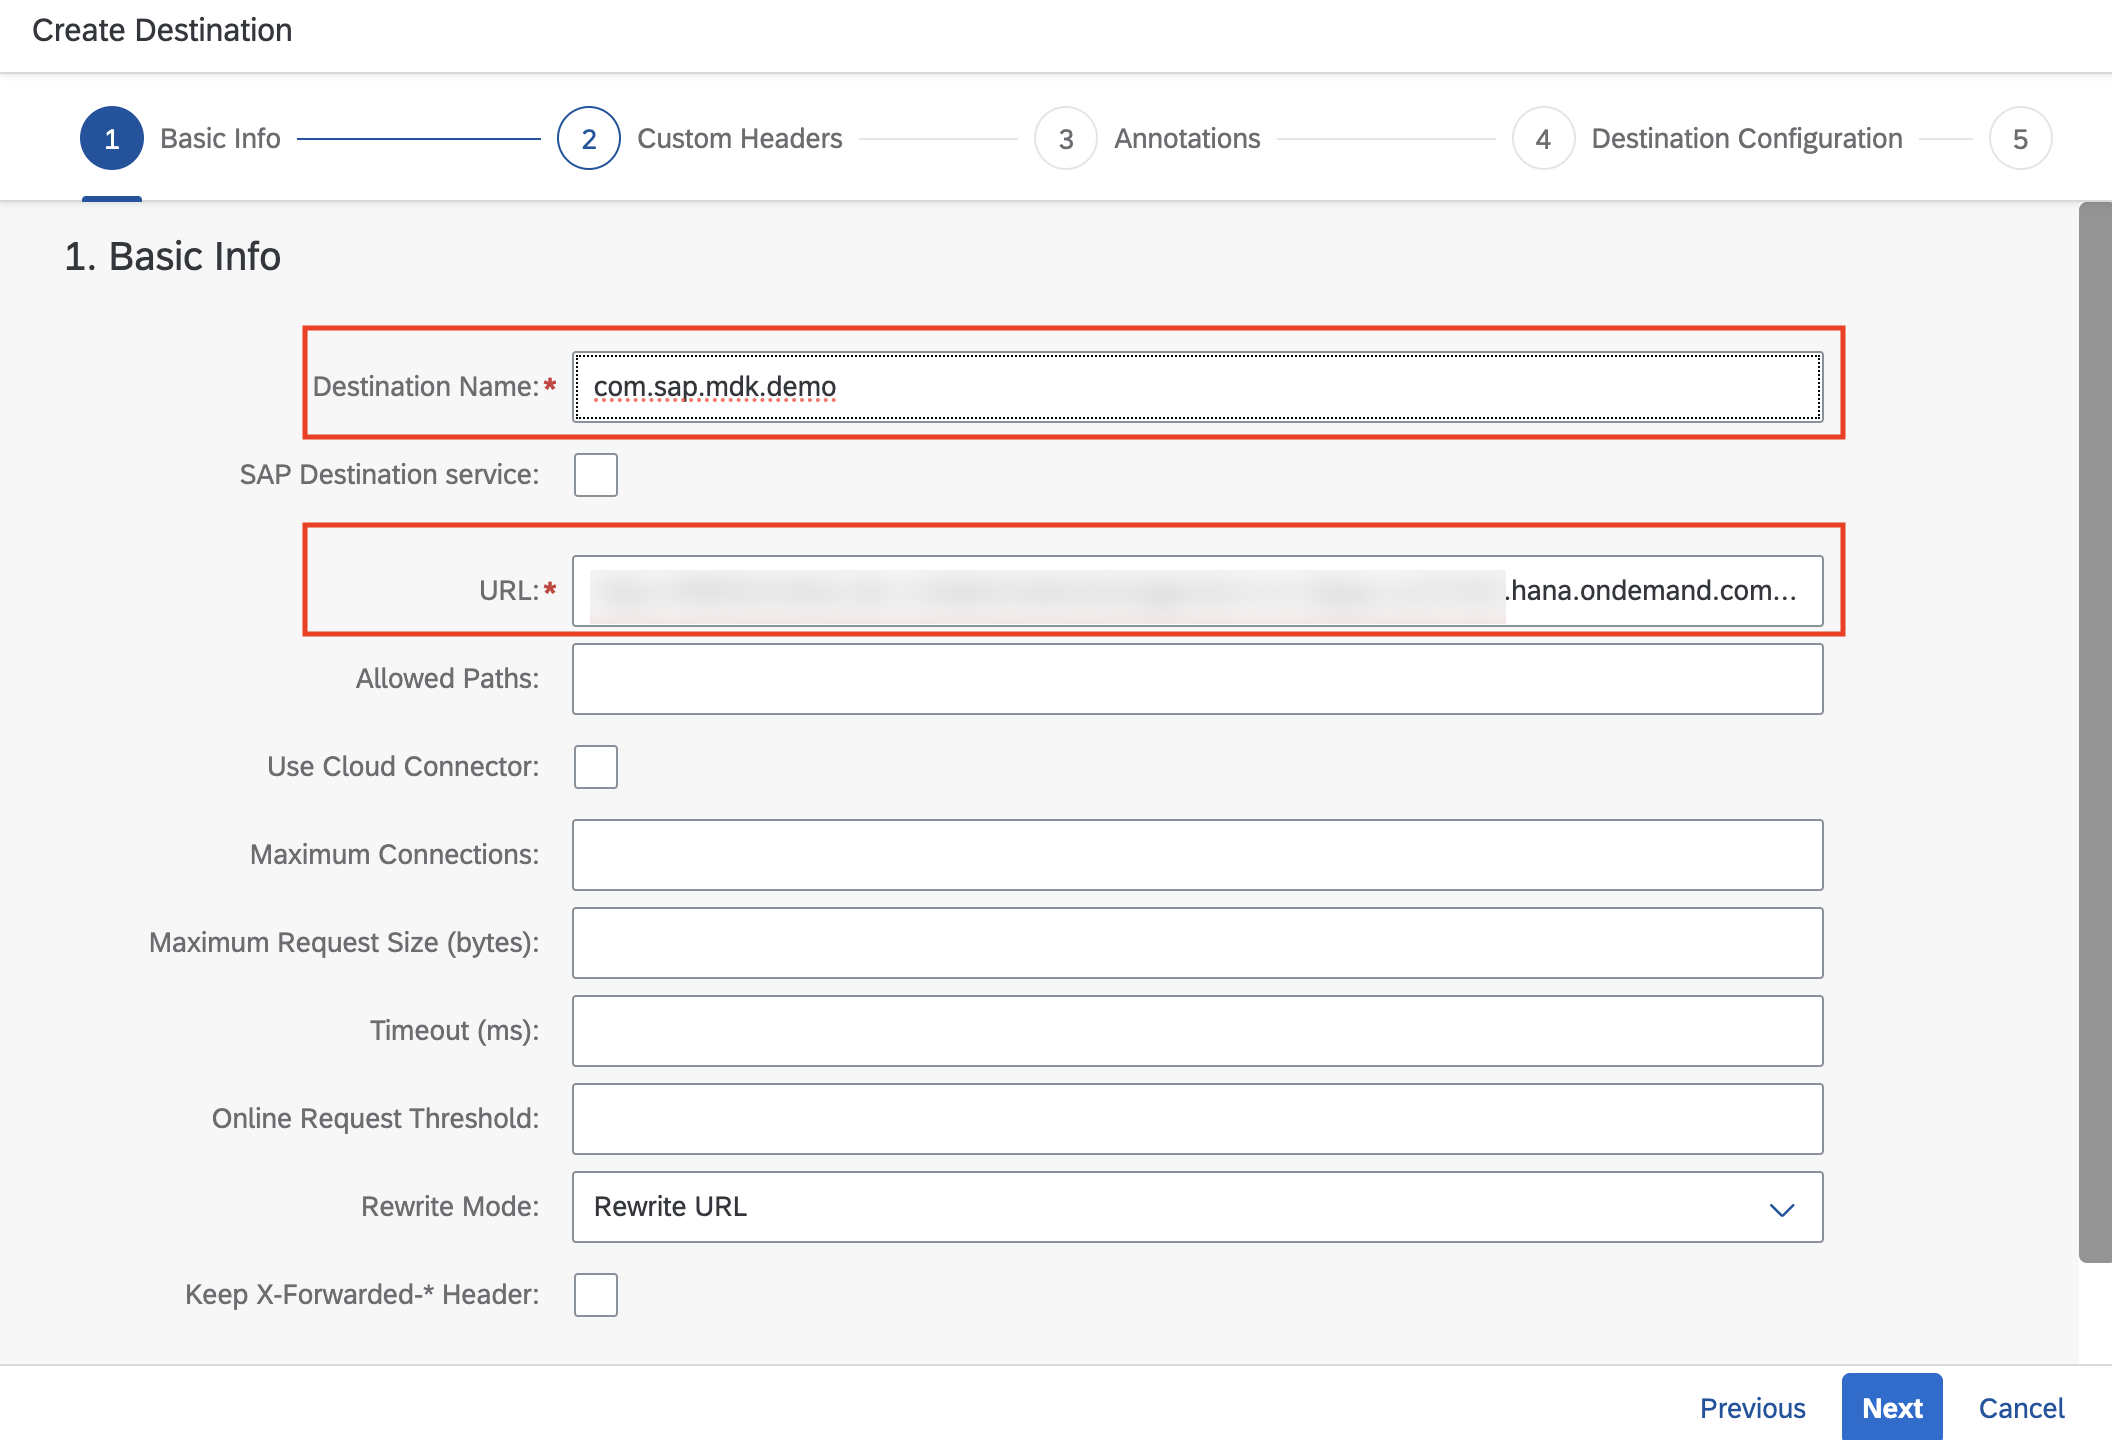 Create Destination
1 Basic Info 2 Custom Headers 3 Annotations 4 Destination Configuration 5
1. Basic Info
Destination Name:* com.sap.mdk.demo
SAP Destination service:
URL:* .hana.ondemand.com...
Allowed Paths:
Use Cloud Connector:
Maximum Connections:
Maximum Request Size (bytes):
Timeout (ms):
Online Request Threshold:
Rewrite Mode: Rewrite URL
Keep X-Forwarded-* Header:
Previous Next Cancel